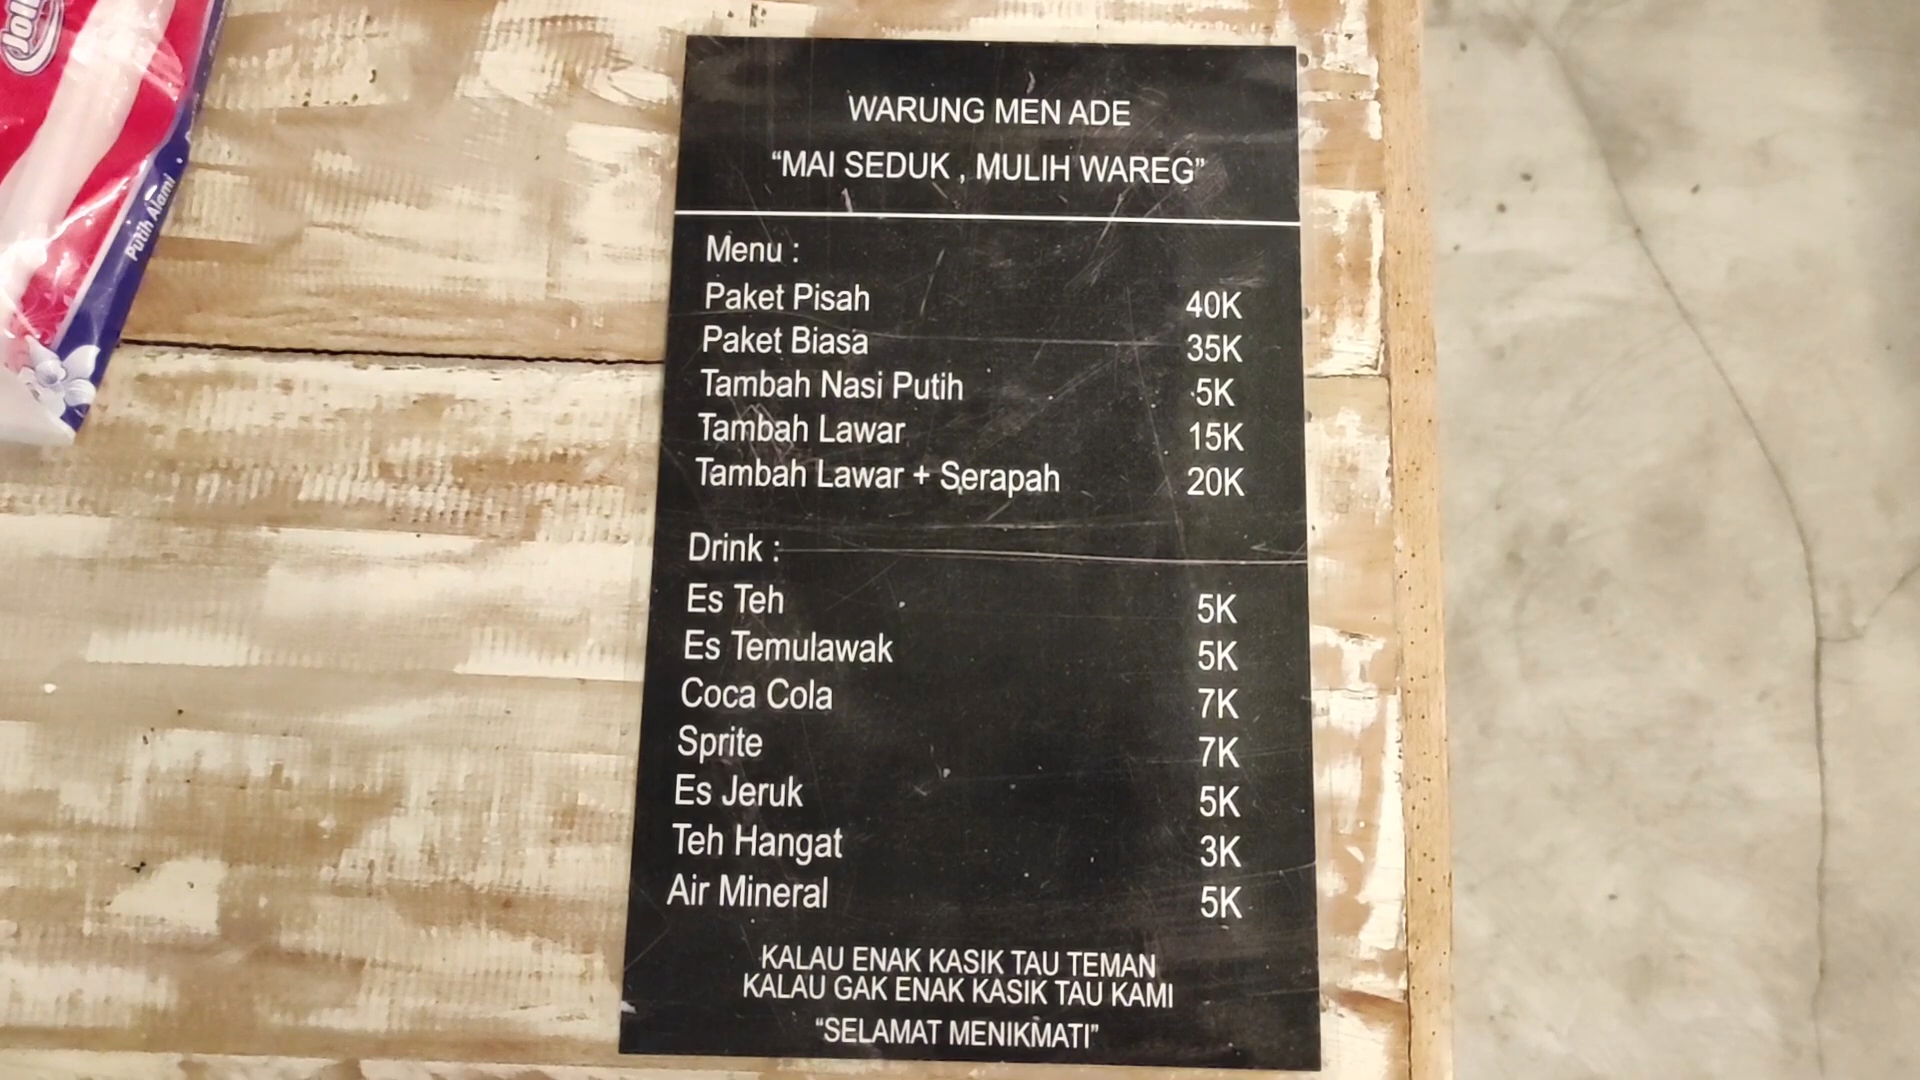 WARUNG MEN ADE
“MAI SEDUK , MULIH WAREG”
Menu :
Paket Pisah 40K
Paket Biasa 35K
Tambah Nasi Putih 5K
Tambah Lawar 15K
Tambah Lawar + Serapah 20K
Drink :
Es Teh 5K
Es Temulawak 5K
Coca Cola 7K
Sprite 7K
Es Jeruk 5K
Teh Hangat 3K
Air Mineral 5K
KALAU ENAK KASIK TAU TEMAN
KALAU GAK ENAK KASIK TAU KAMI
“SELAMAT MENIKMATI”
Putih Alami